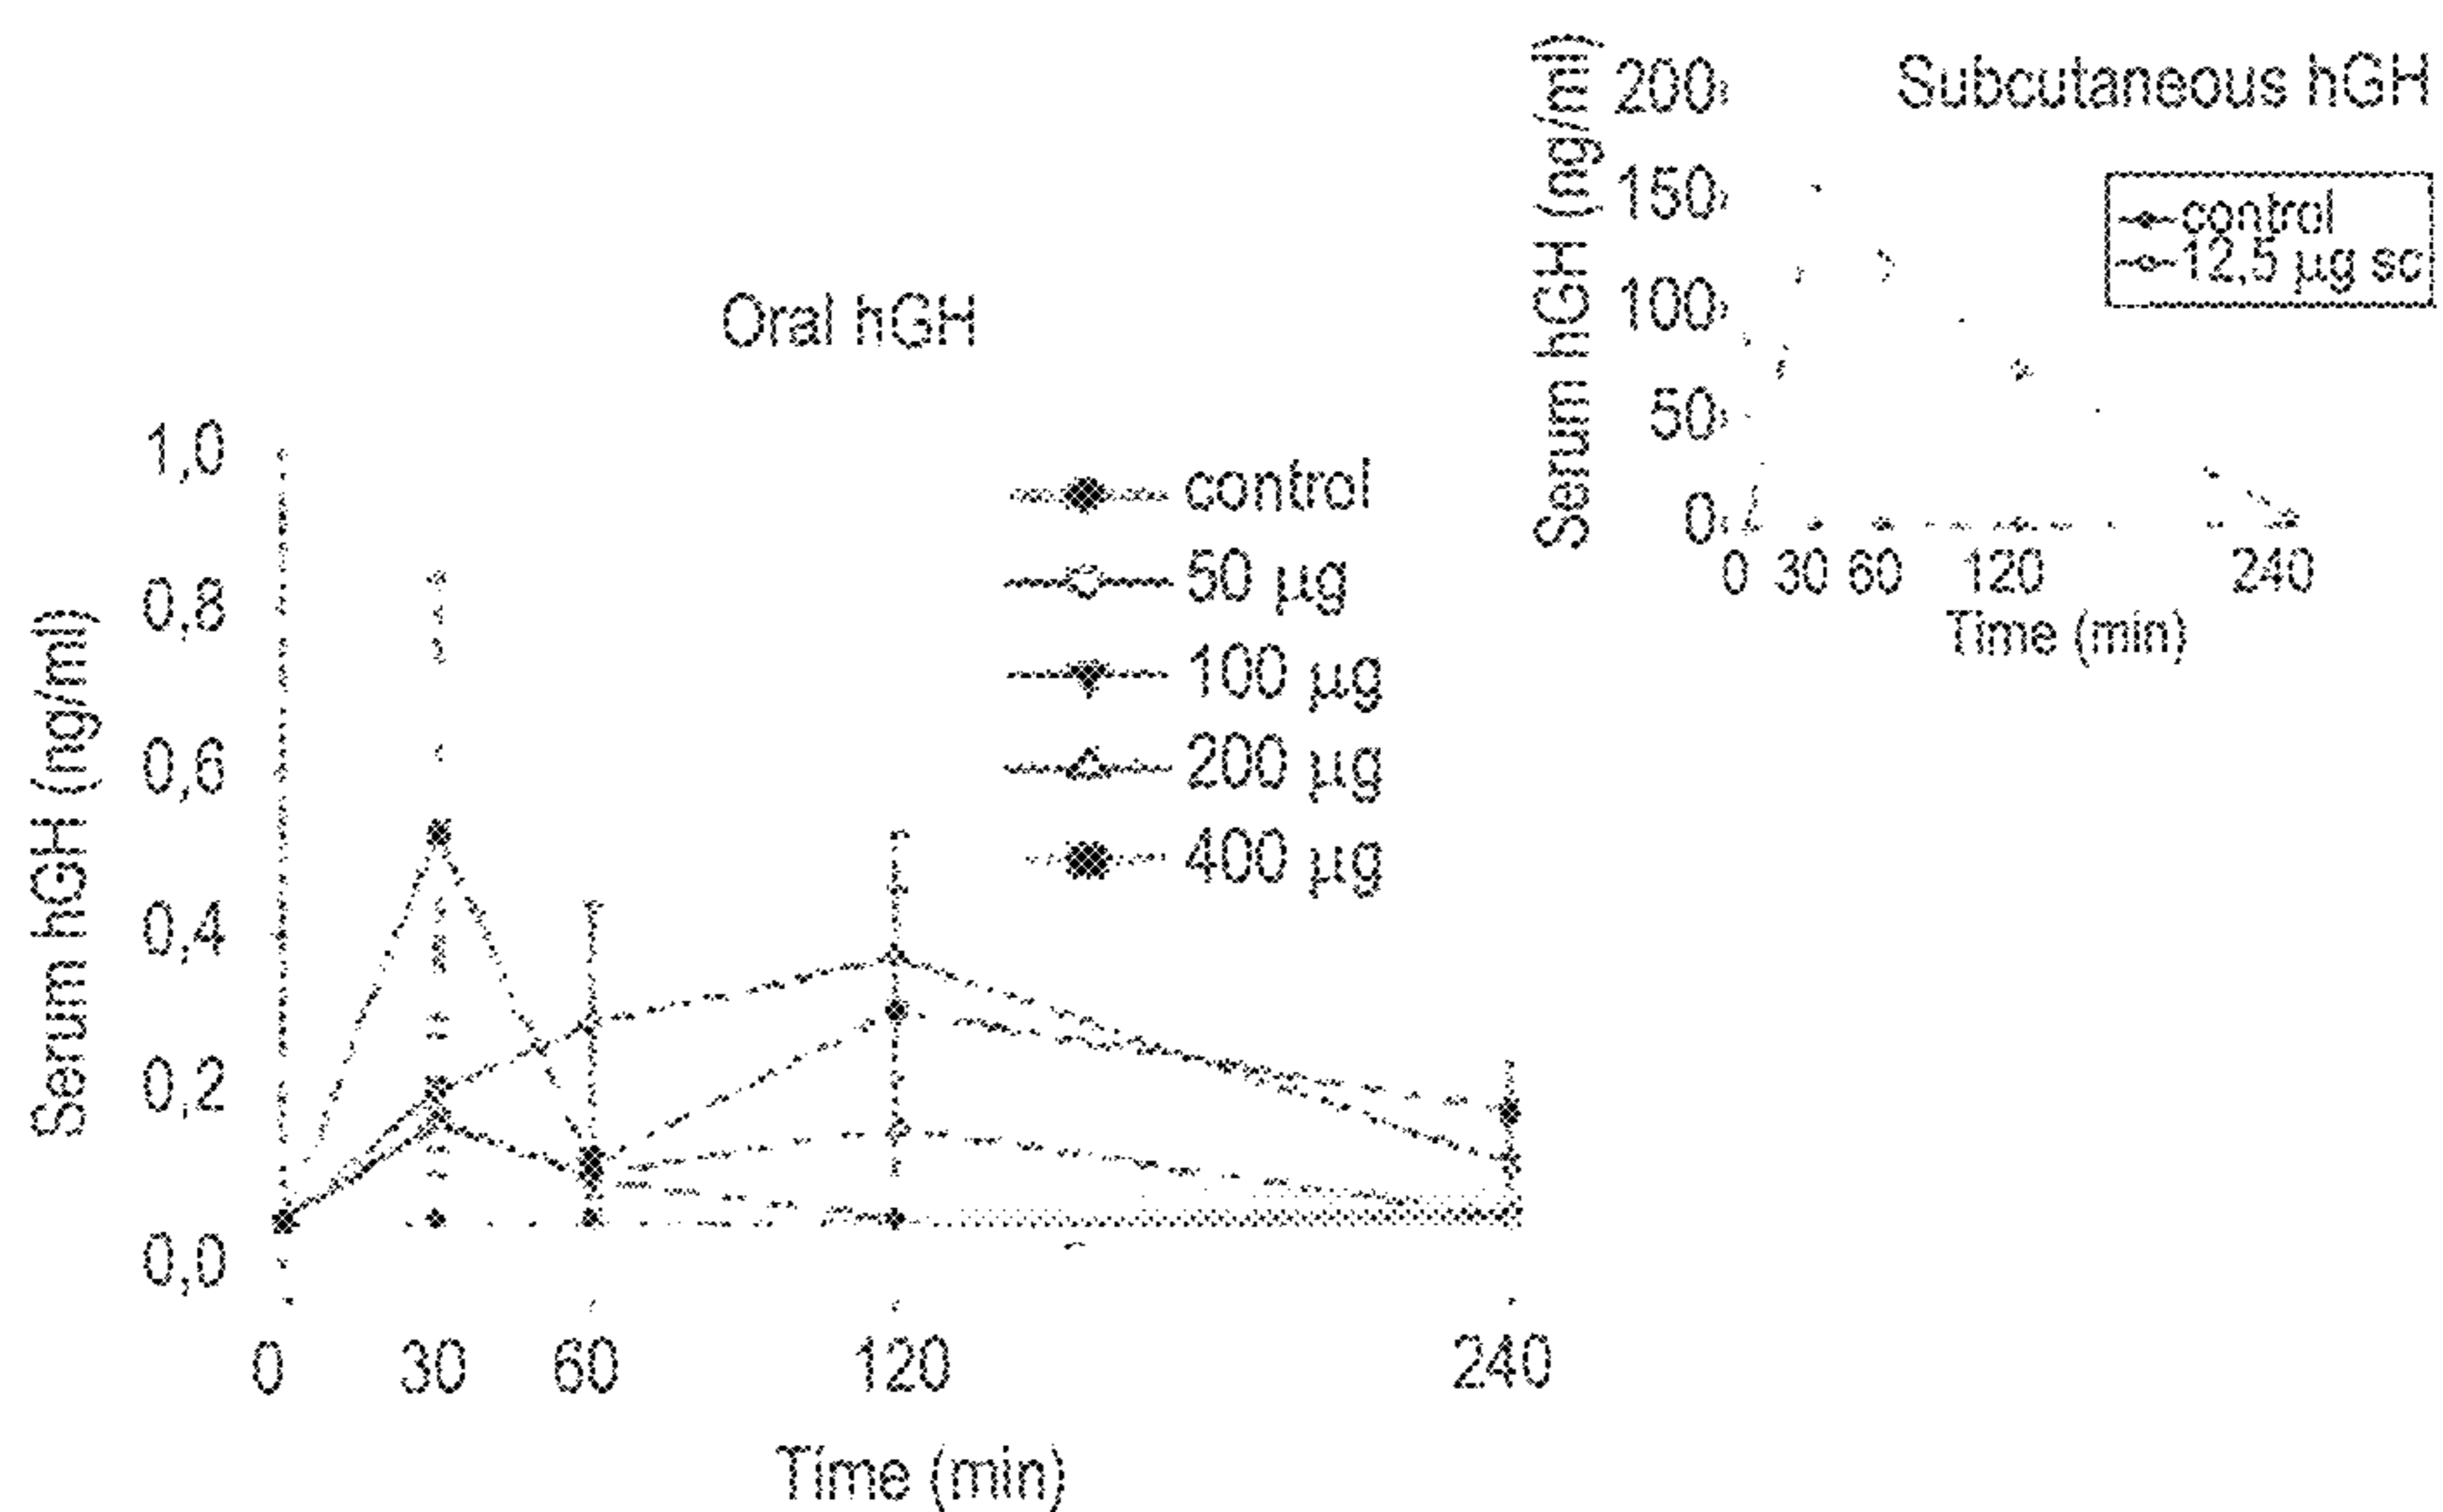 Oral hGH
Serum hGH (ng/ml)
1,0
0,8
0,6
0,4
0,2
0,0
0 30 60 120 240
Time (min)
control
50 µg
100 µg
200 µg
400 µg
Subcutaneous hGH
Serum hGH (ng/ml)
200
150
100
50
0
0 30 60 120 240
Time (min)
control
12,5 µg sc